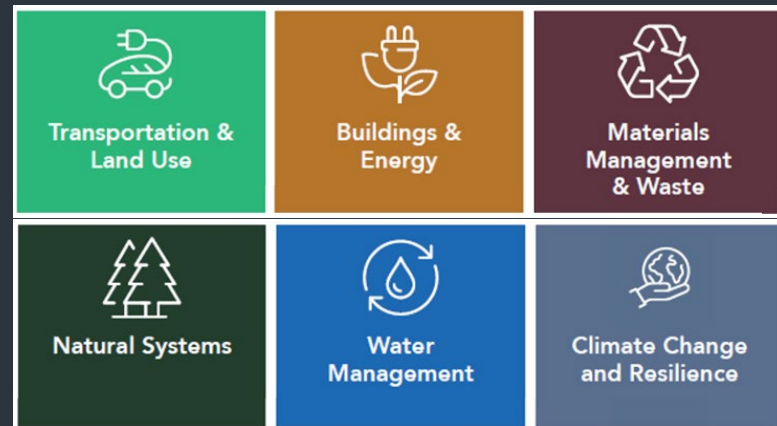 Transportation &
Land Use
Buildings &
Energy
Materials
Management
& Waste
Natural Systems
Water
Management
Climate Change
and Resilience